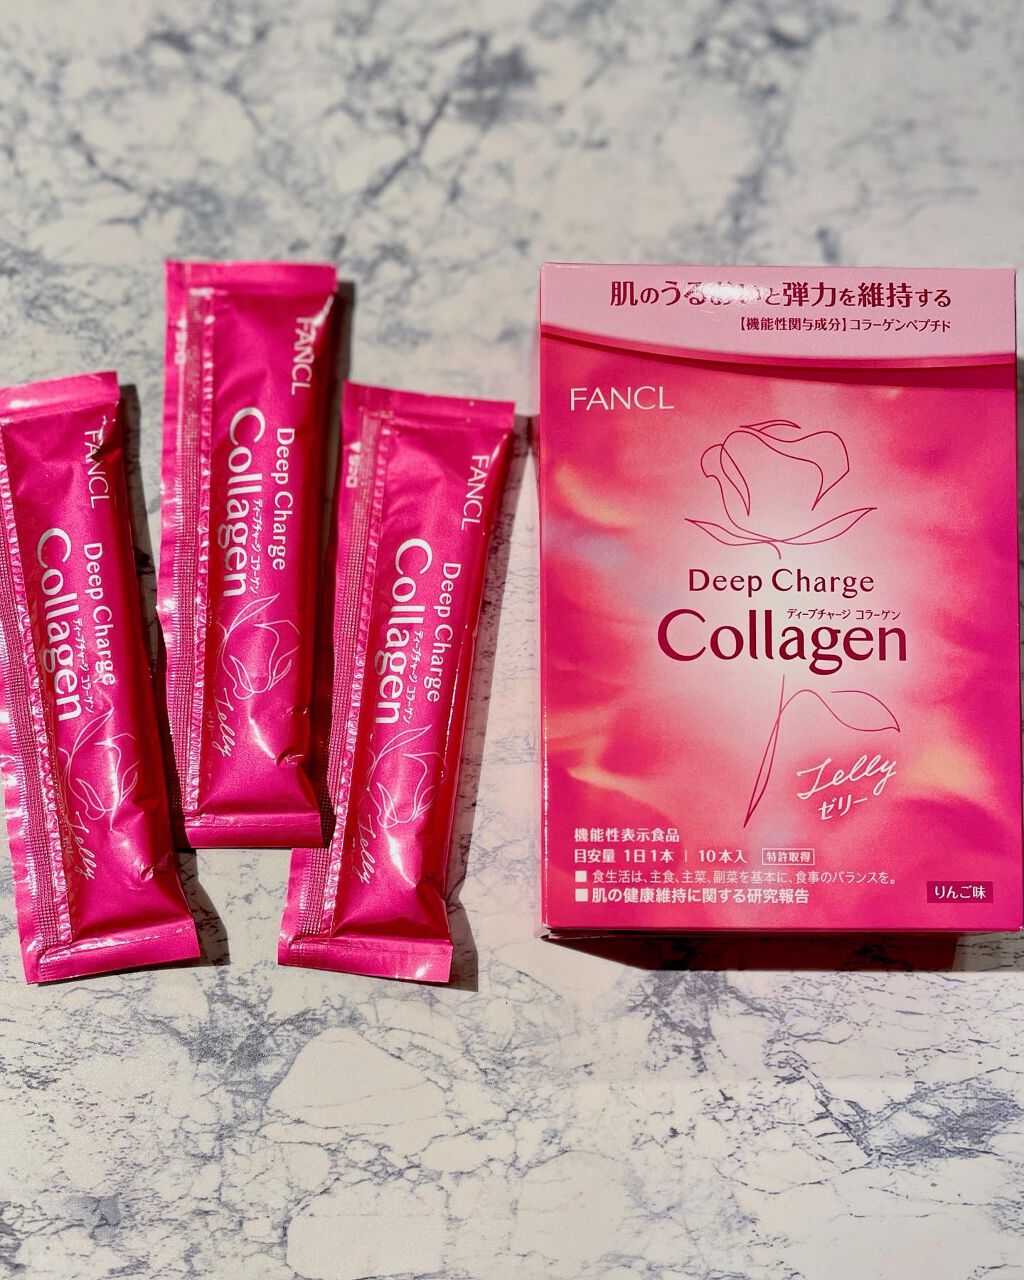 FANCL
Deep Charge
ディープチャージ コラーゲン
Collagen
Jelly
FANCL
Deep Charge
ディープチャージ コラーゲン
Collagen
Jelly
ゼリー
FANCL
Deep Charge
ディープチャージ コラーゲン
Collagen
Jelly
肌のうるおいと弾力を維持する
【機能性関与成分】コラーゲンペプチド
FANCL
Deep Charge
ディープチャージ コラーゲン
Collagen
Jelly
ゼリー
機能性表示食品
目安量 1日1本 | 10本入 特許取得
■ 食生活は、主食、主菜、副菜を基本に、食事のバランスを。
■ 肌の健康維持に関する研究報告
りんご味